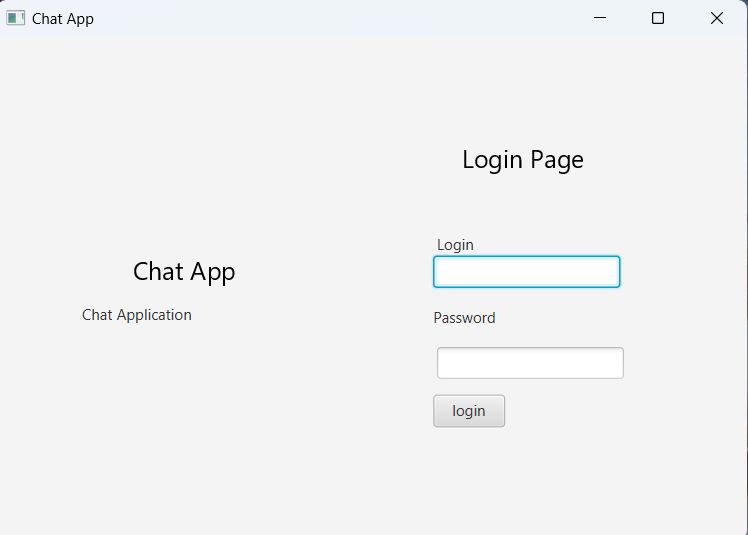 Chat App
Login Page
Login
Chat App
Chat Application
Password
login